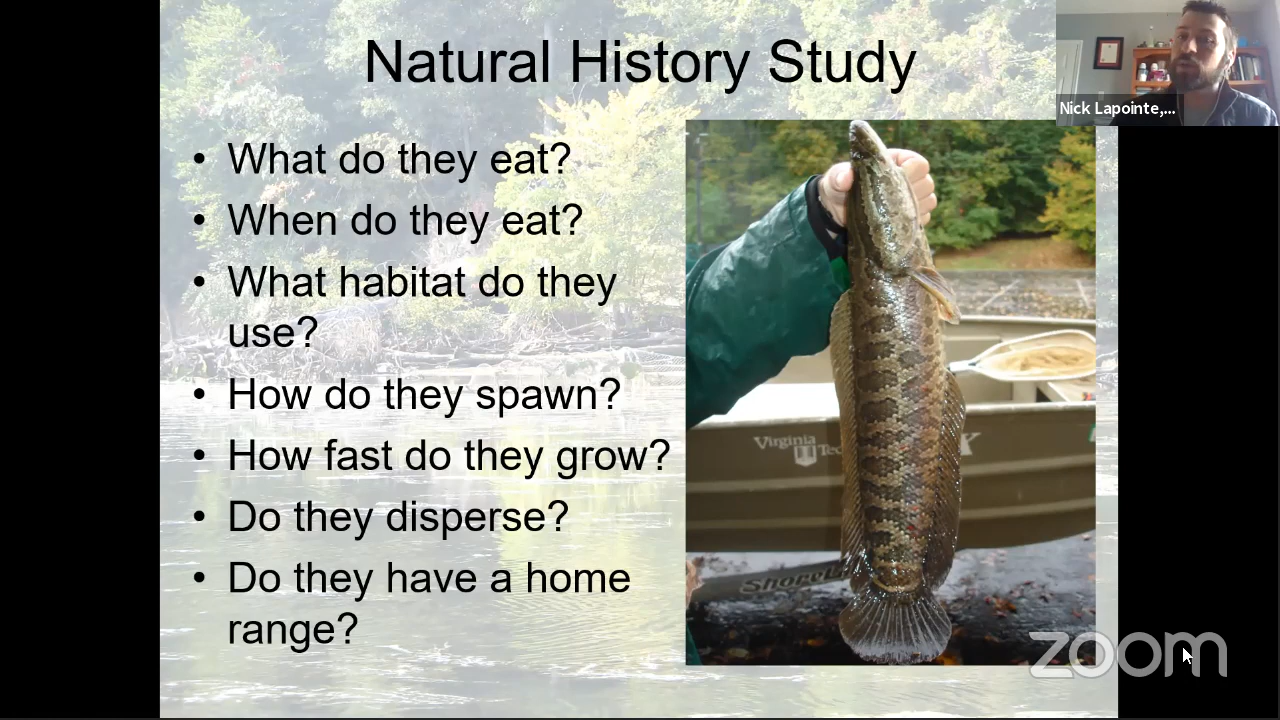 Natural History Study
Nick Lapointe,...
• What do they eat?
• When do they eat?
• What habitat do they
use?
• How do they spawn?
• How fast do they grow?
• Do they disperse?
• Do they have a home
range?
Virginia
Tec
K
zoom